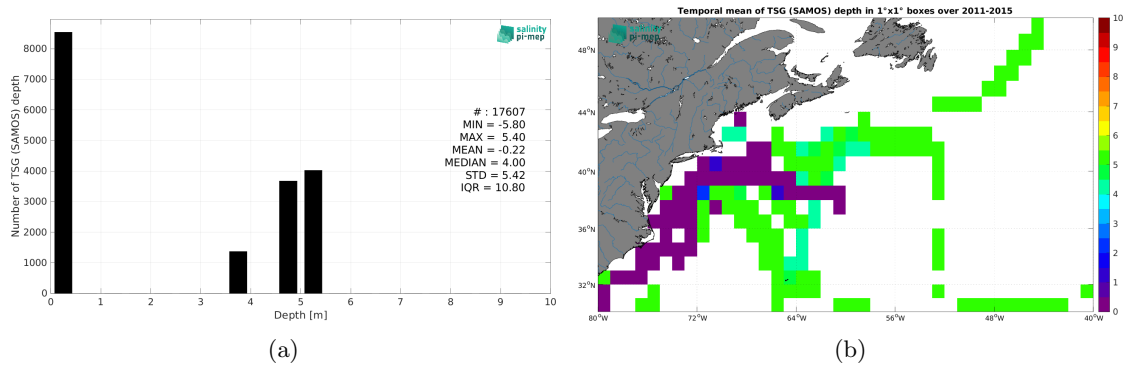 salinity
pi-mep
Number of TSG (SAMOS) depth
8000
7000
6000
5000
4000
3000
2000
1000
0
# : 17607
MIN = -5.80
MAX = 5.40
MEAN = -0.22
MEDIAN = 4.00
STD = 5.42
IQR = 10.80
0 1 2 3 4 5 6 7 8 9 10
Depth [m]
(a)
Temporal mean of TSG (SAMOS) depth in 1°x1° boxes over 2011-2015
salinity
pi-mep
48°N
44°N
40°N
36°N
32°N
80°W 72°W 64°W 56°W 48°W 40°W
10
9
8
7
6
5
4
3
2
1
0
(b)